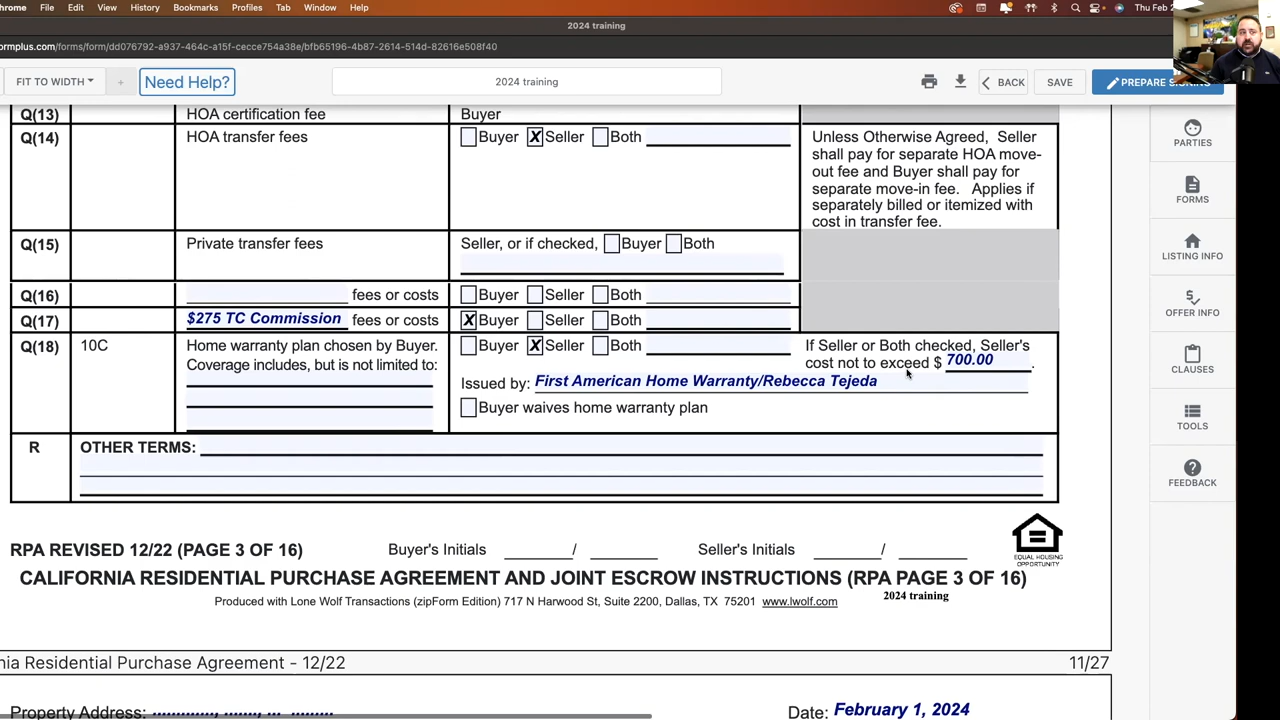 hrome File Edit View History Bookmarks Profiles Tab Window Help Thu Feb 2
2024 training
ormplus.com/forms/form/dd076792-a937-464c-a15f-cecce754a38e/bfb65196-4b87-2614-514d-82616e508f40
FIT TO WIDTH + Need Help? 2024 training BACK SAVE PREPARE SIGNING
Q(13) HOA certification fee Buyer
Q(14) HOA transfer fees Buyer X Seller Both Unless Otherwise Agreed, Seller
shall pay for separate HOA move-
out fee and Buyer shall pay for
separate move-in fee. Applies if
separately billed or itemized with
cost in transfer fee.
Q(15) Private transfer fees Seller, or if checked, Buyer Both
Q(16) fees or costs Buyer Seller Both
Q(17) $275 TC Commission fees or costs X Buyer Seller Both
Q(18) 10C Home warranty plan chosen by Buyer. Buyer X Seller Both If Seller or Both checked, Seller's
Coverage includes, but is not limited to: cost not to exceed $ 700.00 .
Issued by: First American Home Warranty/Rebecca Tejeda
Buyer waives home warranty plan
R OTHER TERMS:
EQUAL HOUSING
OPPORTUNITY
RPA REVISED 12/22 (PAGE 3 OF 16) Buyer's Initials / Seller's Initials /
CALIFORNIA RESIDENTIAL PURCHASE AGREEMENT AND JOINT ESCROW INSTRUCTIONS (RPA PAGE 3 OF 16)
Produced with Lone Wolf Transactions (zipForm Edition) 717 N Harwood St, Suite 2200, Dallas, TX 75201 www.lwolf.com 2024 training
nia Residential Purchase Agreement - 12/22 11/27
Property Address: Date: February 1, 2024
PARTIES
FORMS
LISTING INFO
OFFER INFO
CLAUSES
TOOLS
FEEDBACK